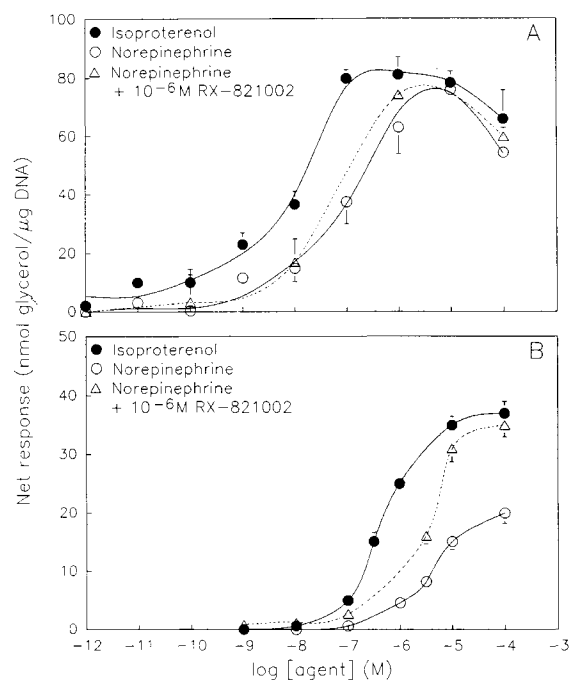 100
80
60
40
20
0
● Isoproterenol
○ Norepinephrine
△ Norepinephrine
+ 10⁻⁶M RX-821002
A
50
40
30
20
10
0
● Isoproterenol
○ Norepinephrine
△ Norepinephrine
+ 10⁻⁶M RX-821002
B
Net response (nmol glycerol/µg DNA)
-12 -11 -10 -9 -8 -7 -6 -5 -4 -3
log [agent] (M)